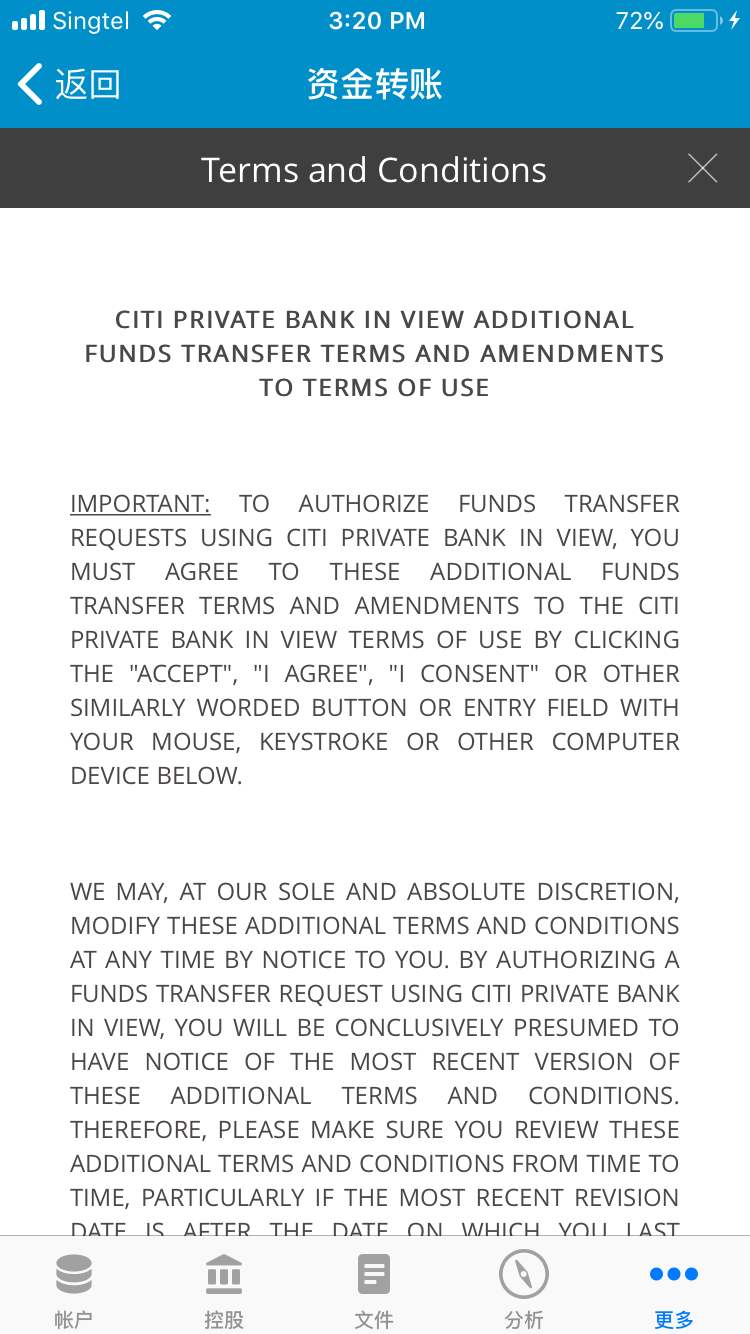 Singtel 3:20 PM 72%
返回 资金转账
Terms and Conditions
CITI PRIVATE BANK IN VIEW ADDITIONAL
FUNDS TRANSFER TERMS AND AMENDMENTS
TO TERMS OF USE
IMPORTANT: TO AUTHORIZE FUNDS TRANSFER
REQUESTS USING CITI PRIVATE BANK IN VIEW, YOU
MUST AGREE TO THESE ADDITIONAL FUNDS
TRANSFER TERMS AND AMENDMENTS TO THE CITI
PRIVATE BANK IN VIEW TERMS OF USE BY CLICKING
THE "ACCEPT", "I AGREE", "I CONSENT" OR OTHER
SIMILARLY WORDED BUTTON OR ENTRY FIELD WITH
YOUR MOUSE, KEYSTROKE OR OTHER COMPUTER
DEVICE BELOW.
WE MAY, AT OUR SOLE AND ABSOLUTE DISCRETION,
MODIFY THESE ADDITIONAL TERMS AND CONDITIONS
AT ANY TIME BY NOTICE TO YOU. BY AUTHORIZING A
FUNDS TRANSFER REQUEST USING CITI PRIVATE BANK
IN VIEW, YOU WILL BE CONCLUSIVELY PRESUMED TO
HAVE NOTICE OF THE MOST RECENT VERSION OF
THESE ADDITIONAL TERMS AND CONDITIONS.
THEREFORE, PLEASE MAKE SURE YOU REVIEW THESE
ADDITIONAL TERMS AND CONDITIONS FROM TIME TO
TIME, PARTICULARLY IF THE MOST RECENT REVISION
DATE IS AFTER THE DATE ON WHICH YOU LAST
帐户 控股 文件 分析 更多